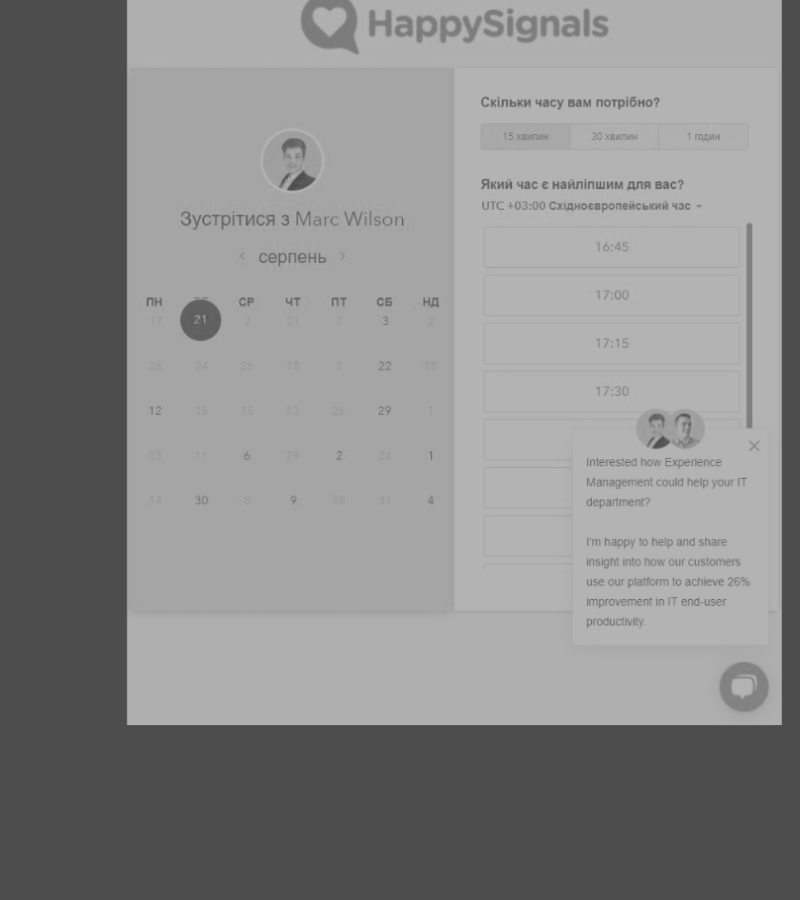 HappySignals
Зустрітися з Marc Wilson
серпень
ПН СР ЧТ ПТ СБ НД
17 21 2 21 7 3 2
26 24 26 18 2 22 18
12 15 15 13 26 29 1
13 11 6 29 2 24 1
14 30 8 9 18 31 4
Скільки часу вам потрібно?
15 хвилин 30 хвилин 1 годин
Який час є найліпшим для вас?
UTC +03:00 Східноєвропейський час
16:45
17:00
17:15
17:30
Interested how Experience
Management could help your IT
department?
I'm happy to help and share
insight into how our customers
use our platform to achieve 26%
improvement in IT end-user
productivity.